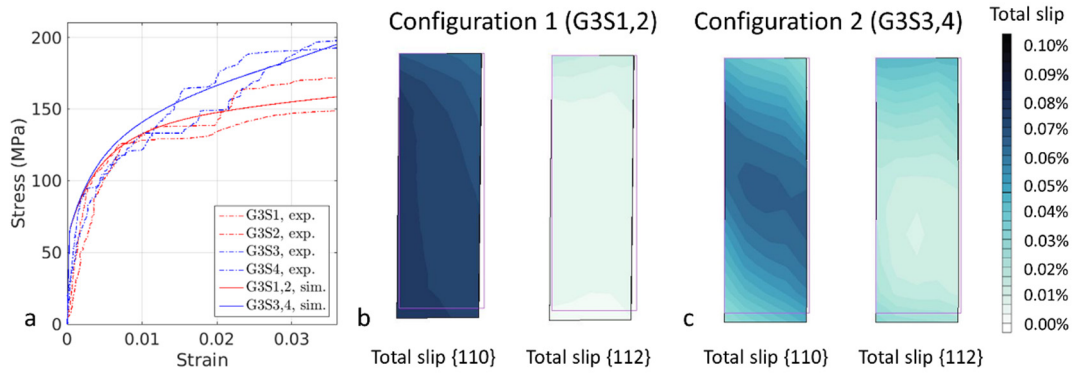 Configuration 1 (G3S1,2)
Configuration 2 (G3S3,4)
Total slip
200
150
100
50
0
Stress (MPa)
0
0.01
0.02
0.03
Strain
G3S1, exp.
G3S2, exp.
G3S3, exp.
G3S4, exp.
G3S1,2, sim.
G3S3,4, sim.
a
b
c
Total slip {110}
Total slip {112}
Total slip {110}
Total slip {112}
0.10%
0.09%
0.08%
0.07%
0.06%
0.05%
0.04%
0.03%
0.02%
0.01%
0.00%